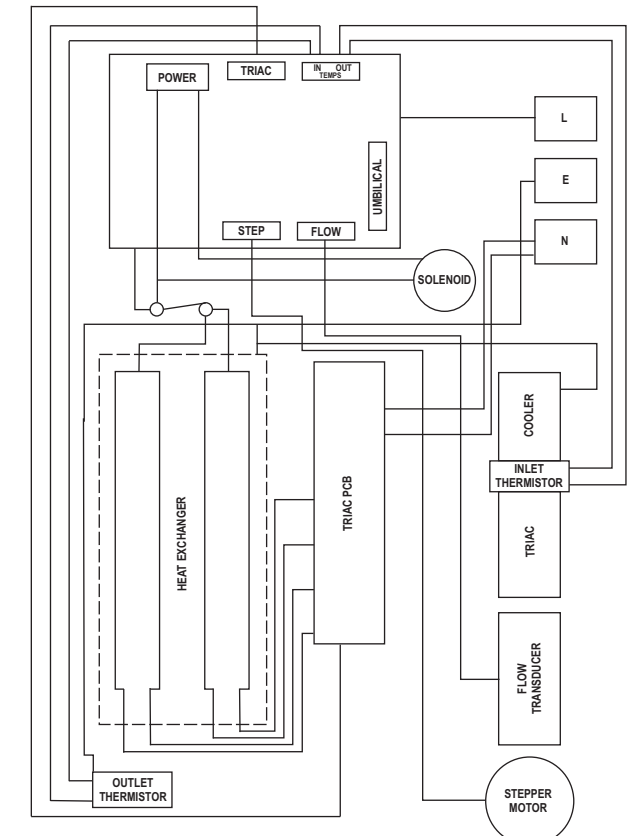 POWER
TRIAC
IN OUT
TEMPS
UMBILICAL
STEP
FLOW
L
E
N
SOLENOID
HEAT EXCHANGER
TRIAC PCB
COOLER
INLET
THERMISTOR
TRIAC
FLOW
TRANSDUCER
OUTLET
THERMISTOR
STEPPER
MOTOR